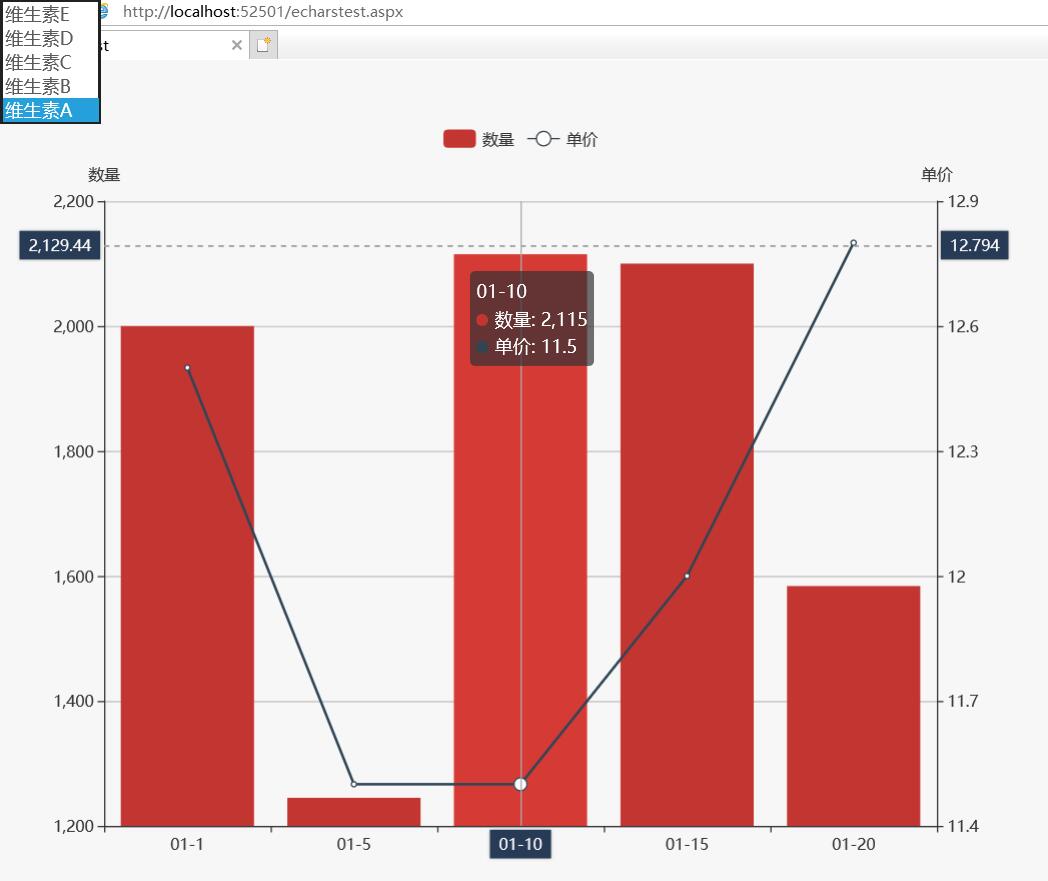 维生素E
维生素D
维生素C
维生素B
维生素A
http://localhost:52501/echarstest.aspx
st
数量 单价
数量
单价
2,200
2,129.44
2,000
1,800
1,600
1,400
1,200
12.9
12.794
12.6
12.3
12
11.7
11.4
01-10
数量: 2,115
单价: 11.5
01-1
01-5
01-10
01-15
01-20